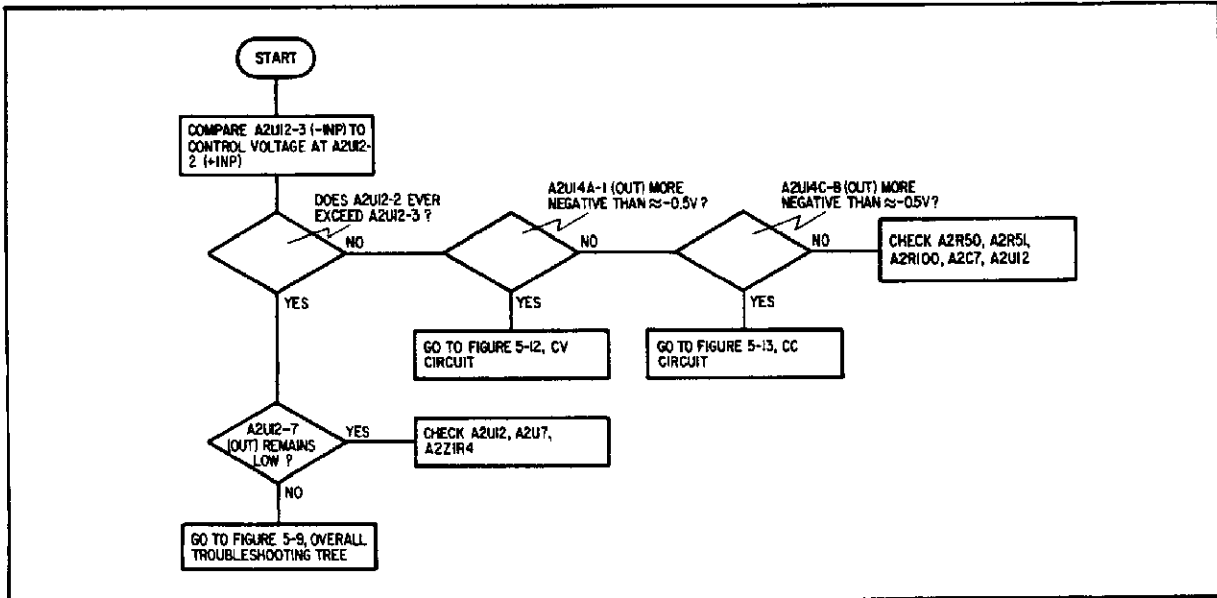 START
COMPARE A2U12-3 (-INP) TO
CONTROL VOLTAGE AT A2U12-
2 (+INP)
DOES A2U12-2 EVER
EXCEED A2U12-3 ?
NO
YES
A2U14A-1 (OUT) MORE
NEGATIVE THAN ≈-0.5V ?
NO
YES
A2U14C-8 (OUT) MORE
NEGATIVE THAN ≈-0.5V ?
NO
YES
CHECK A2R50, A2R51,
A2R100, A2C7, A2U12
GO TO FIGURE 5-12, CV
CIRCUIT
GO TO FIGURE 5-13, CC
CIRCUIT
A2U12-7
(OUT) REMAINS
LOW ?
YES
NO
CHECK A2U12, A2U7,
A2Z1R4
GO TO FIGURE 5-9, OVERALL
TROUBLESHOOTING TREE